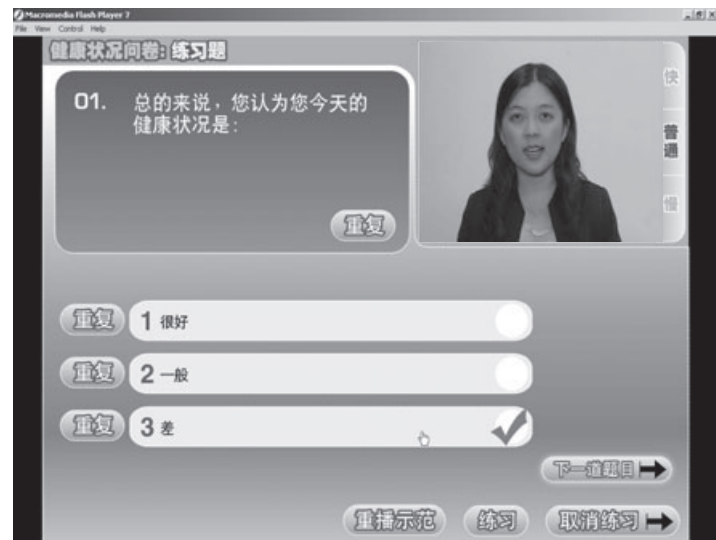 Macromedia Flash Player 7
File View Control Help
健康状况问卷: 练习题
01. 总的来说，您认为您今天的
健康状况是:
重复
快
普通
慢
重复 1 很好
重复 2 一般
重复 3 差
下一道题目
重播示范 练习 取消练习